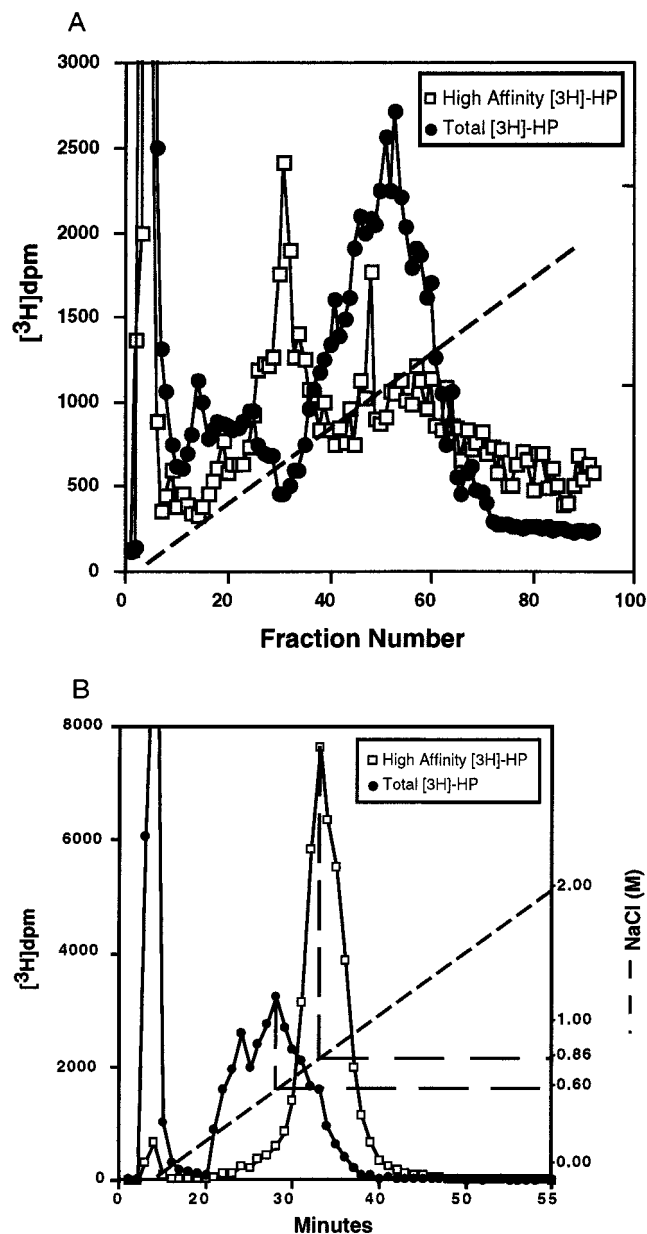 A
3000
2500
2000
1500
1000
500
0
[3H]dpm
High Affinity [3H]-HP
Total [3H]-HP
0 20 40 60 80 100
Fraction Number
B
8000
6000
4000
2000
0
[3H]dpm
High Affinity [3H]-HP
Total [3H]-HP
2.00
1.00
0.86
0.60
0.00
NaCl (M)
0 10 20 30 40 50 55
Minutes